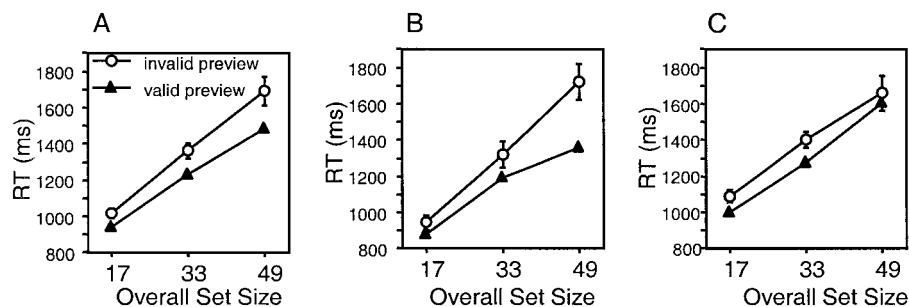 A
1800
1600
1400
1200
1000
800
RT (ms)
invalid preview
valid preview
17 33 49
Overall Set Size
B
1800
1600
1400
1200
1000
800
RT (ms)
17 33 49
Overall Set Size
C
1800
1600
1400
1200
1000
800
RT (ms)
17 33 49
Overall Set Size